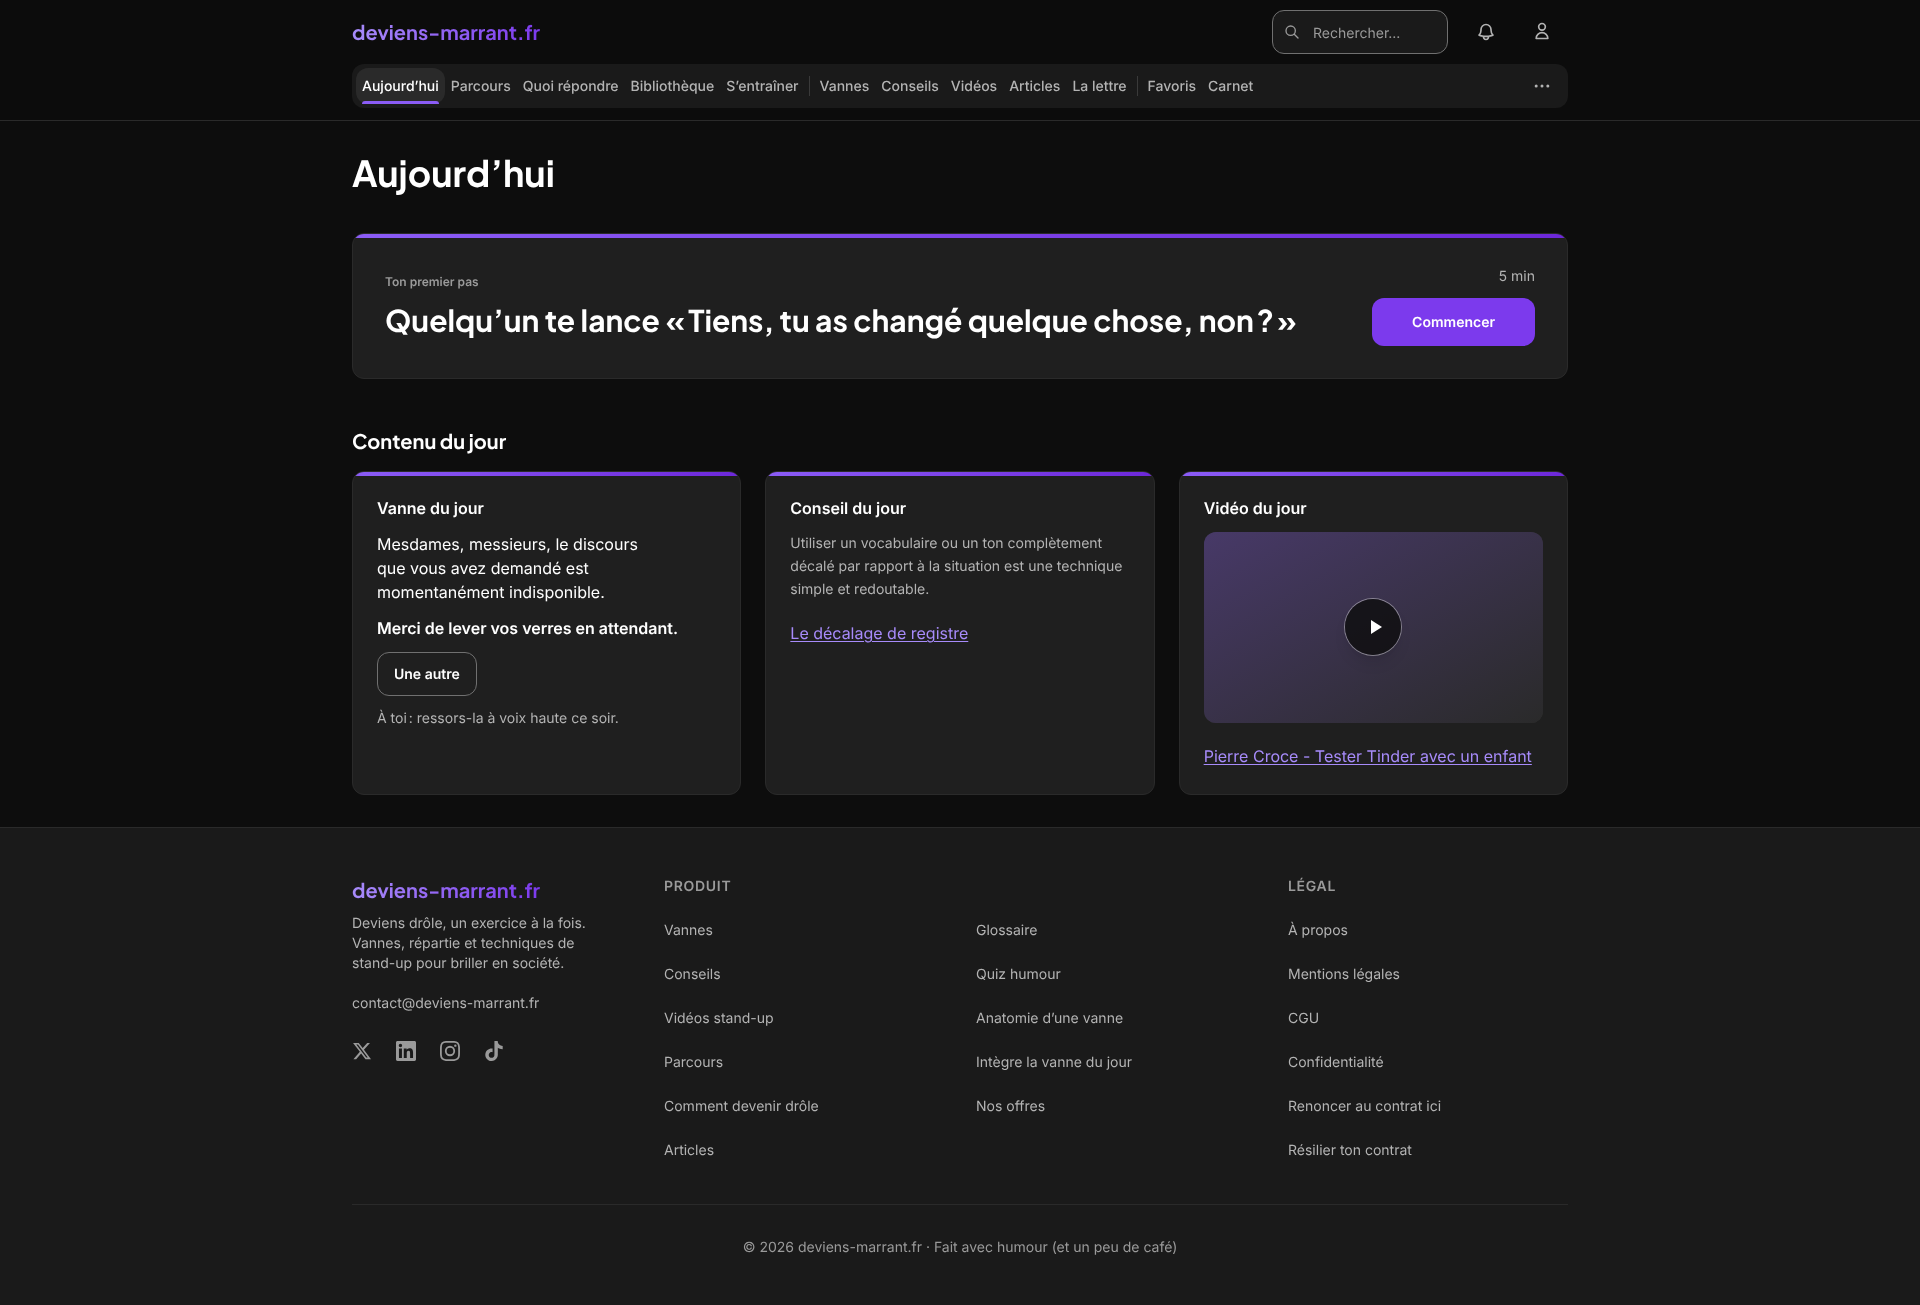 deviens-marrant.fr
Rechercher...
Aujourd’hui Parcours Quoi répondre Bibliothèque S’entraîner Vannes Conseils Vidéos Articles La lettre Favoris Carnet
Aujourd’hui
Ton premier pas
5 min
Quelqu’un te lance « Tiens, tu as changé quelque chose, non ? »
Commencer
Contenu du jour
Vanne du jour
Mesdames, messieurs, le discours
que vous avez demandé est
momentanément indisponible.
Merci de lever vos verres en attendant.
Une autre
À toi : ressors-la à voix haute ce soir.
Conseil du jour
Utiliser un vocabulaire ou un ton complètement
décalé par rapport à la situation est une technique
simple et redoutable.
Le décalage de registre
Vidéo du jour
Pierre Croce - Tester Tinder avec un enfant
deviens-marrant.fr
Deviens drôle, un exercice à la fois.
Vannes, répartie et techniques de
stand-up pour briller en société.
contact@deviens-marrant.fr
PRODUIT
Vannes
Conseils
Vidéos stand-up
Parcours
Comment devenir drôle
Articles
Glossaire
Quiz humour
Anatomie d’une vanne
Intègre la vanne du jour
Nos offres
LÉGAL
À propos
Mentions légales
CGU
Confidentialité
Renoncer au contrat ici
Résilier ton contrat
© 2026 deviens-marrant.fr · Fait avec humour (et un peu de café)